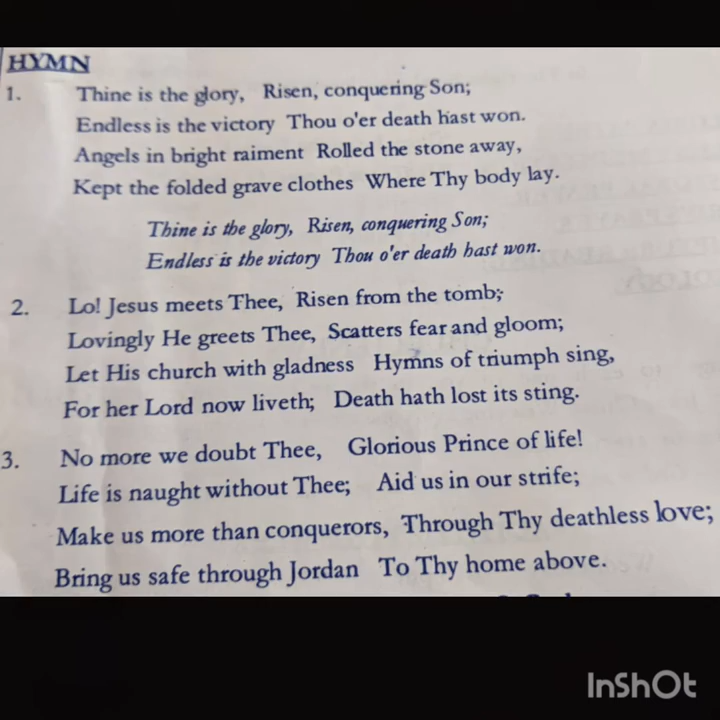 HYMN
1. Thine is the glory, Risen, conquering Son;
Endless is the victory Thou o'er death hast won.
Angels in bright raiment Rolled the stone away,
Kept the folded grave clothes Where Thy body lay.
Thine is the glory, Risen, conquering Son;
Endless is the victory Thou o'er death hast won.
2. Lo! Jesus meets Thee, Risen from the tomb;
Lovingly He greets Thee, Scatters fear and gloom;
Let His church with gladness Hymns of triumph sing,
For her Lord now liveth; Death hath lost its sting.
3. No more we doubt Thee, Glorious Prince of life!
Life is naught without Thee; Aid us in our strife;
Make us more than conquerors, Through Thy deathless love;
Bring us safe through Jordan To Thy home above.
InShOt